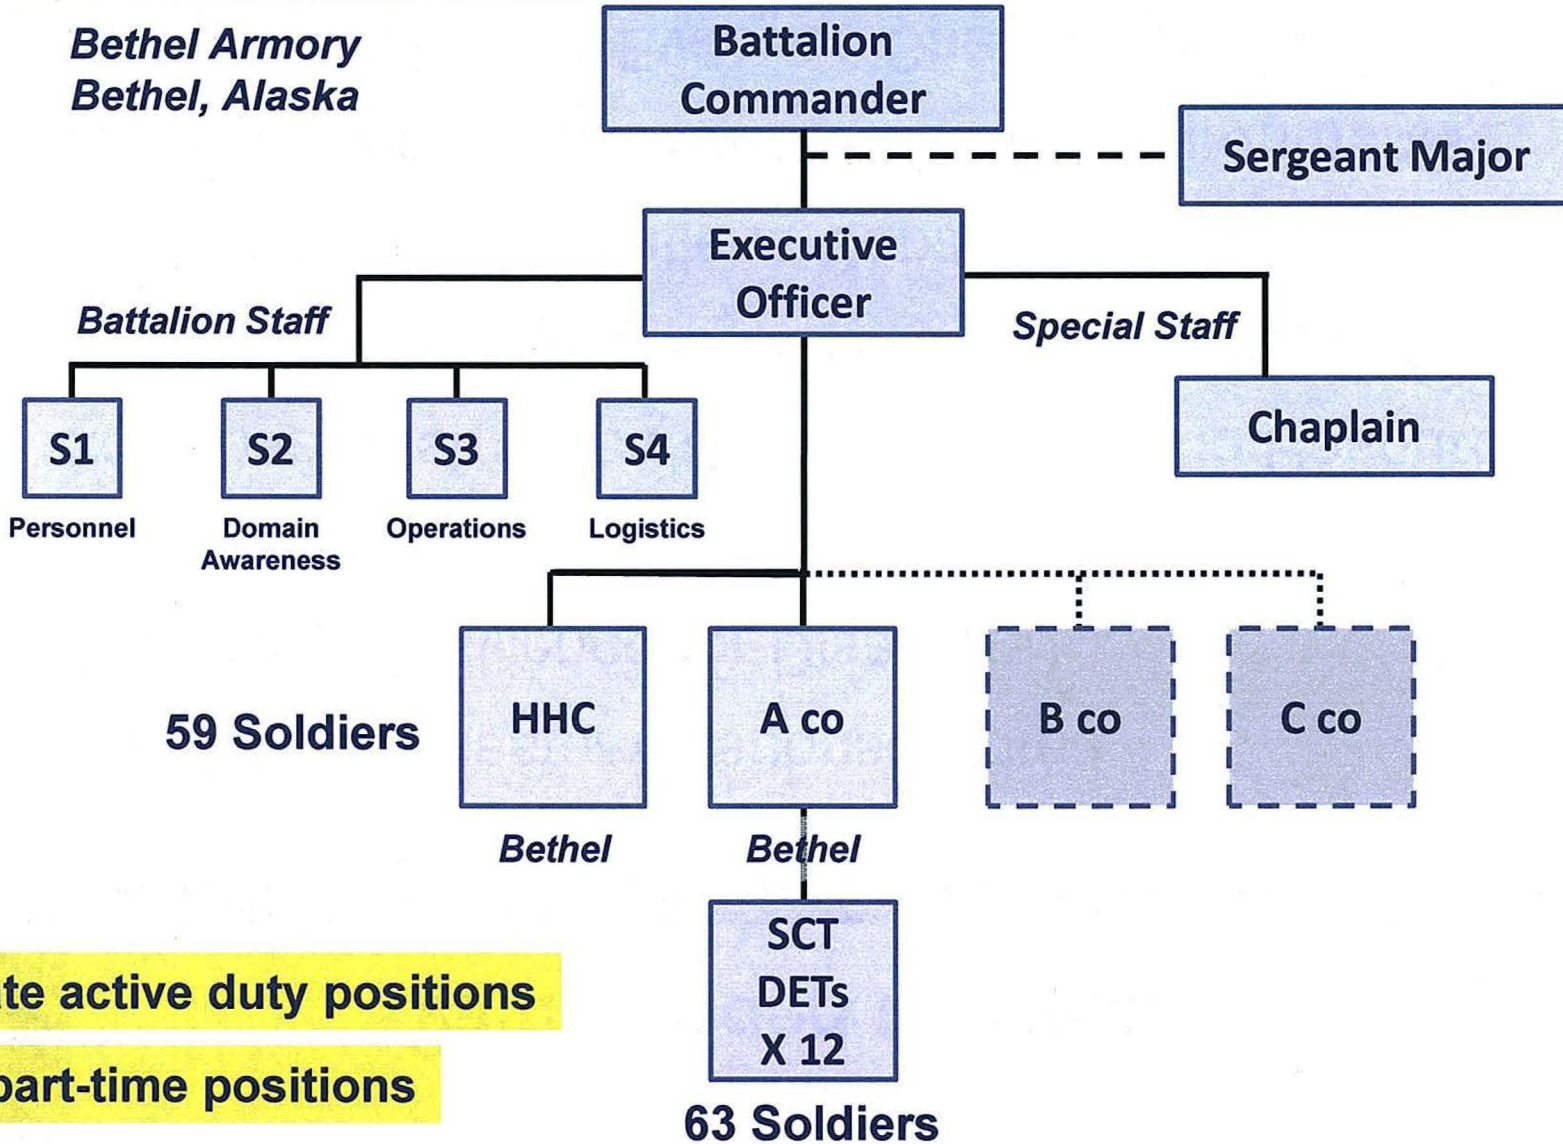 Bethel Armory
Bethel, Alaska
Battalion
Commander
Sergeant Major
Executive
Officer
Battalion Staff
Special Staff
S1
S2
S3
S4
Chaplain
Personnel
Domain
Awareness
Operations
Logistics
59 Soldiers
HHC
A co
B co
C co
Bethel
Bethel
SCT
DETs
X 12
active duty positions
part-time positions
63 Soldiers